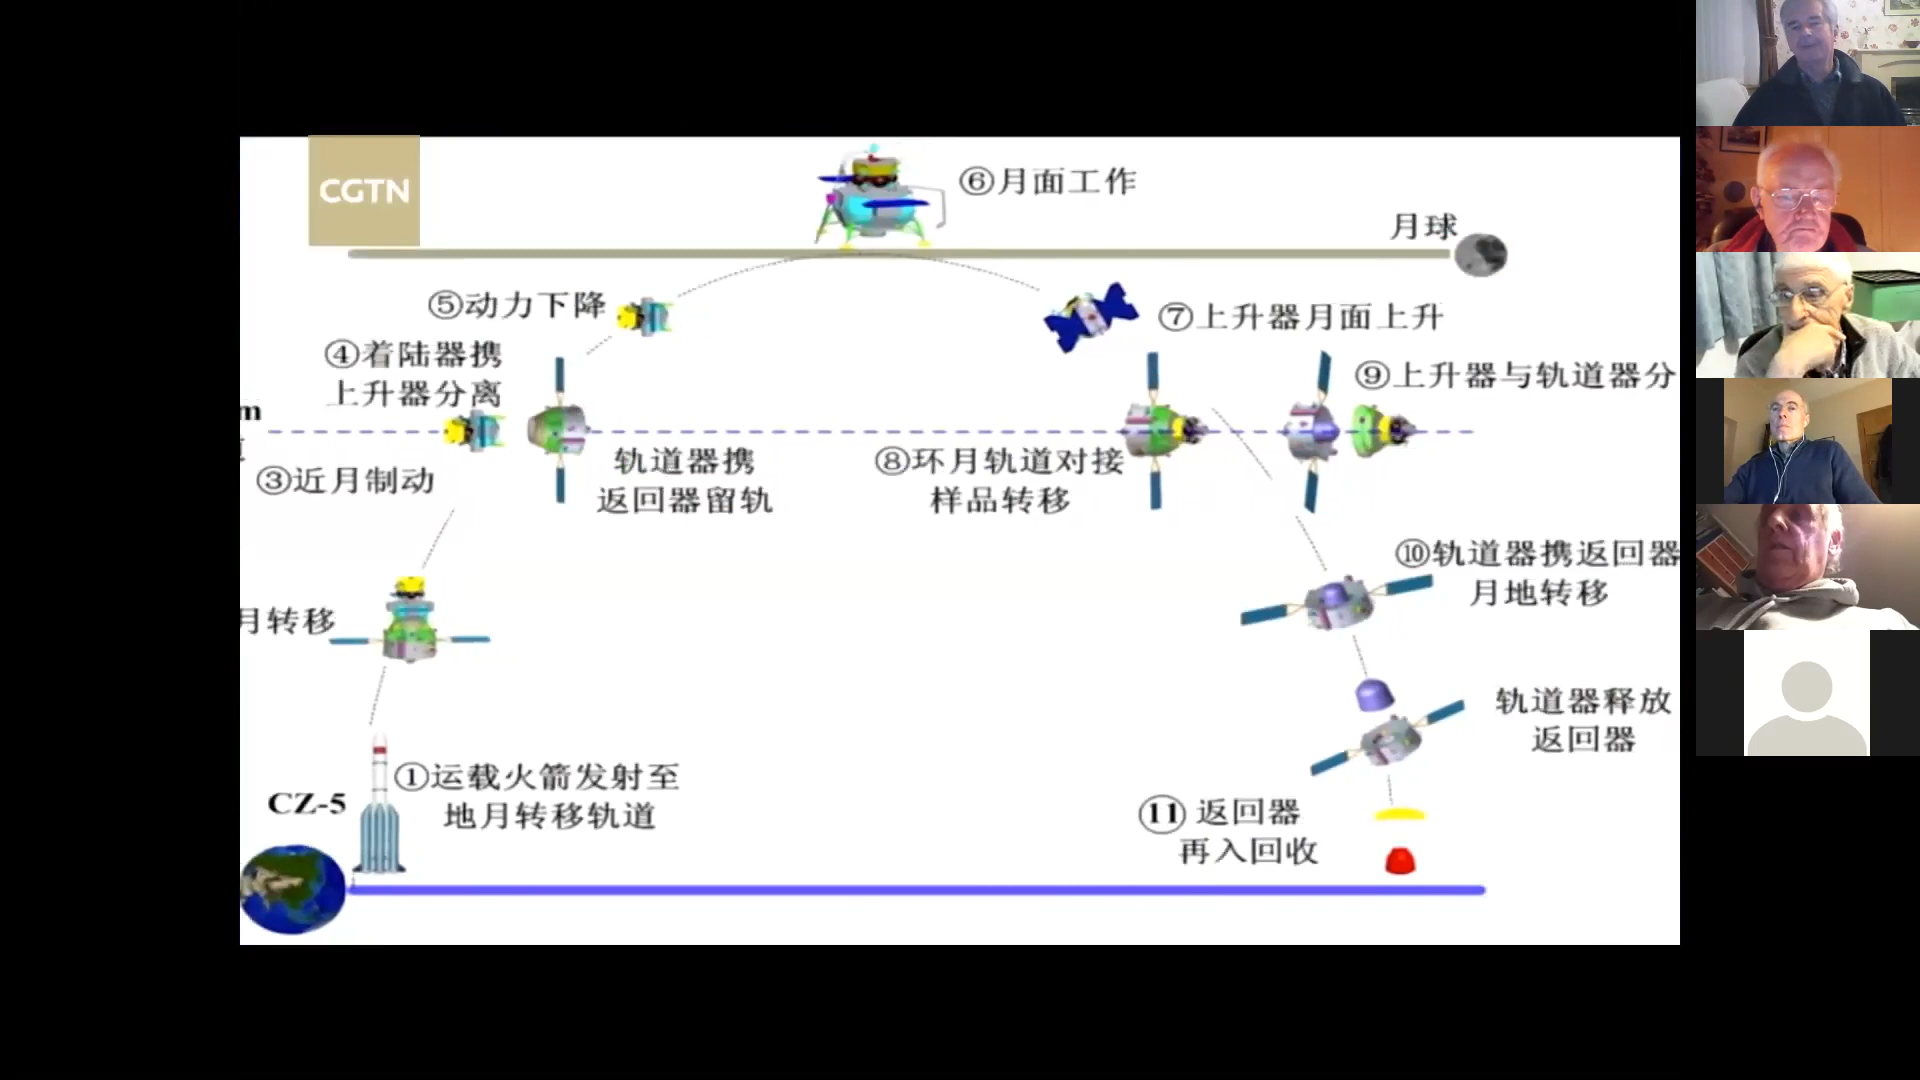 CGTN
⑥月面工作
月球
⑤动力下降
⑦上升器月面上升
④着陆器携
上升器分离
⑨上升器与轨道器分
m
③近月制动
轨道器携
返回器留轨
⑧环月轨道对接
样品转移
⑩轨道器携返回器
月地转移
月转移
轨道器释放
返回器
CZ-5
①运载火箭发射至
地月转移轨道
⑪ 返回器
再入回收